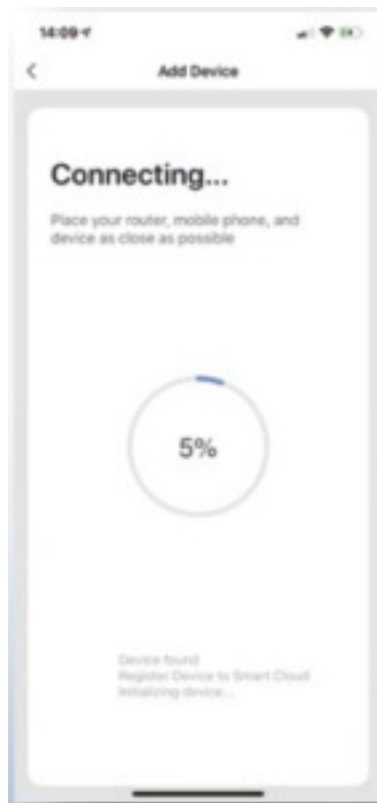 14:09
Add Device
Connecting...
Place your router, mobile phone, and
device as close as possible
5%
Device found
Register Device to Smart Cloud
Initializing device...